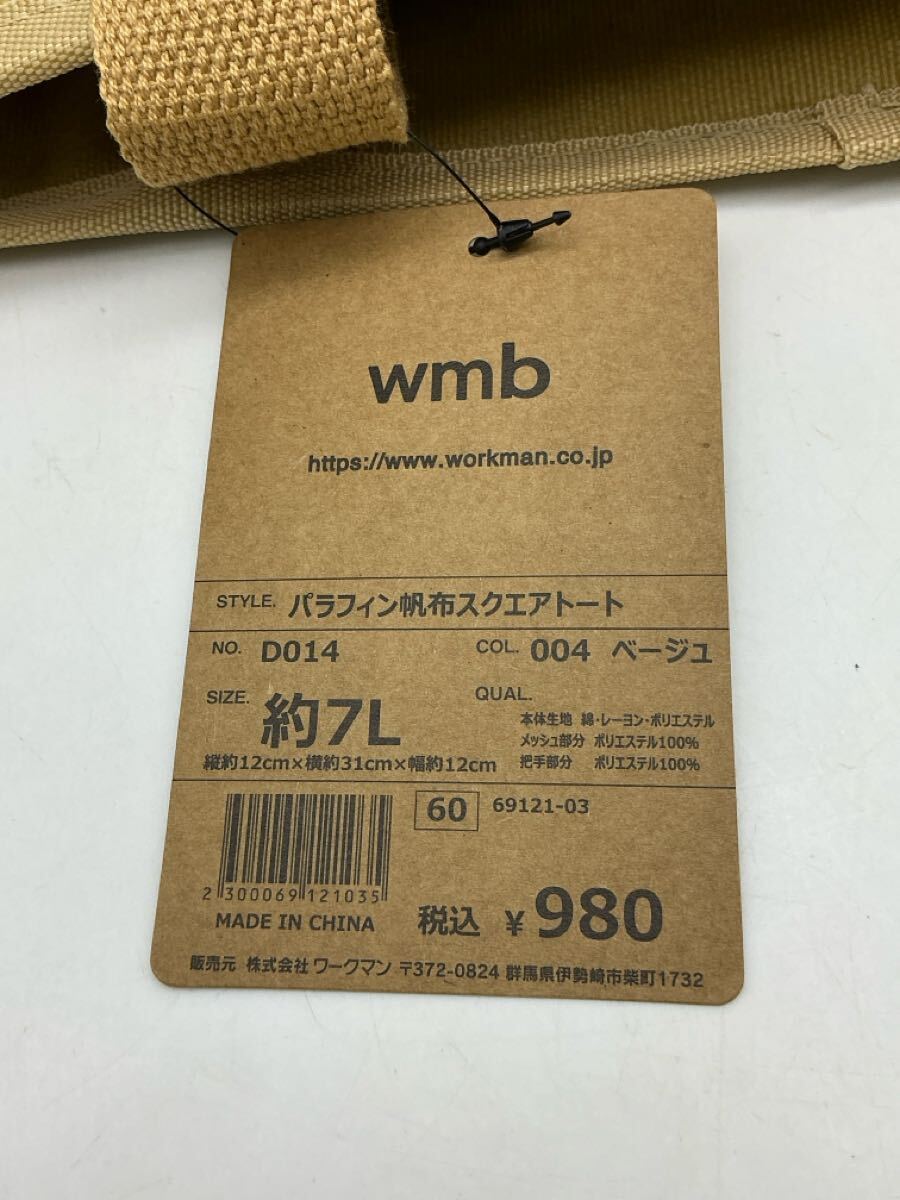 wmb
https://www.workman.co.jp
STYLE. パラフィン帆布スクエアトート
NO. D014 COL. 004 ベージュ
SIZE. 約7L
縦約12cm×横約31cm×幅約12cm
QUAL.
本体生地 綿・レーヨン・ポリエステル
メッシュ部分 ポリエステル100%
把手部分 ポリエステル100%
60 69121-03
2 300069 121035
MADE IN CHINA
税込 ¥980
販売元 株式会社 ワークマン 〒372-0824 群馬県伊勢崎市柴町1732